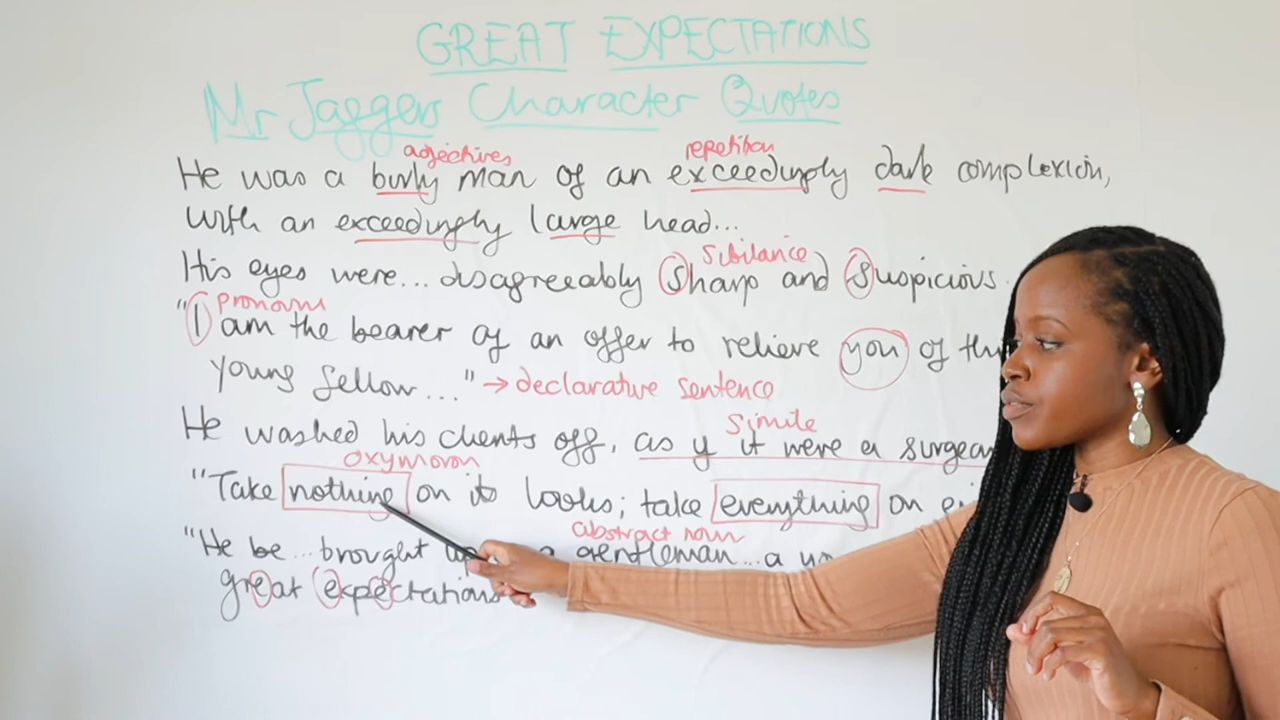 GREAT EXPECTATIONS
Mr Jaggers Character Quotes
adjectives repetition
He was a burly man of an exceedingly dark complexion,
with an exceedingly large head...
sibilance
His eyes were... disagreeably sharp and suspicious.
pronouns
"I am the bearer of an offer to relieve you of
young fellow..." → declarative sentence
simile
He washed his clients off, as if it were a surgeon
oxymoron
"Take nothing on its looks; take everything on
abstract noun
"He be... brought a gentleman... a
great expectations